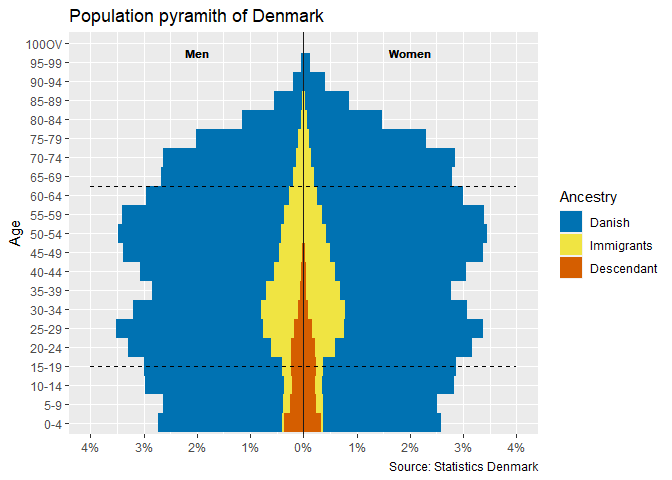 Population pyramith of Denmark
Men Women
100OV
95-99
90-94
85-89
80-84
75-79
70-74
65-69
60-64
55-59
50-54
45-49
40-44
35-39
30-34
25-29
20-24
15-19
10-14
5-9
0-4
Age
4% 3% 2% 1% 0% 1% 2% 3% 4%
Ancestry
Danish
Immigrants
Descendant
Source: Statistics Denmark